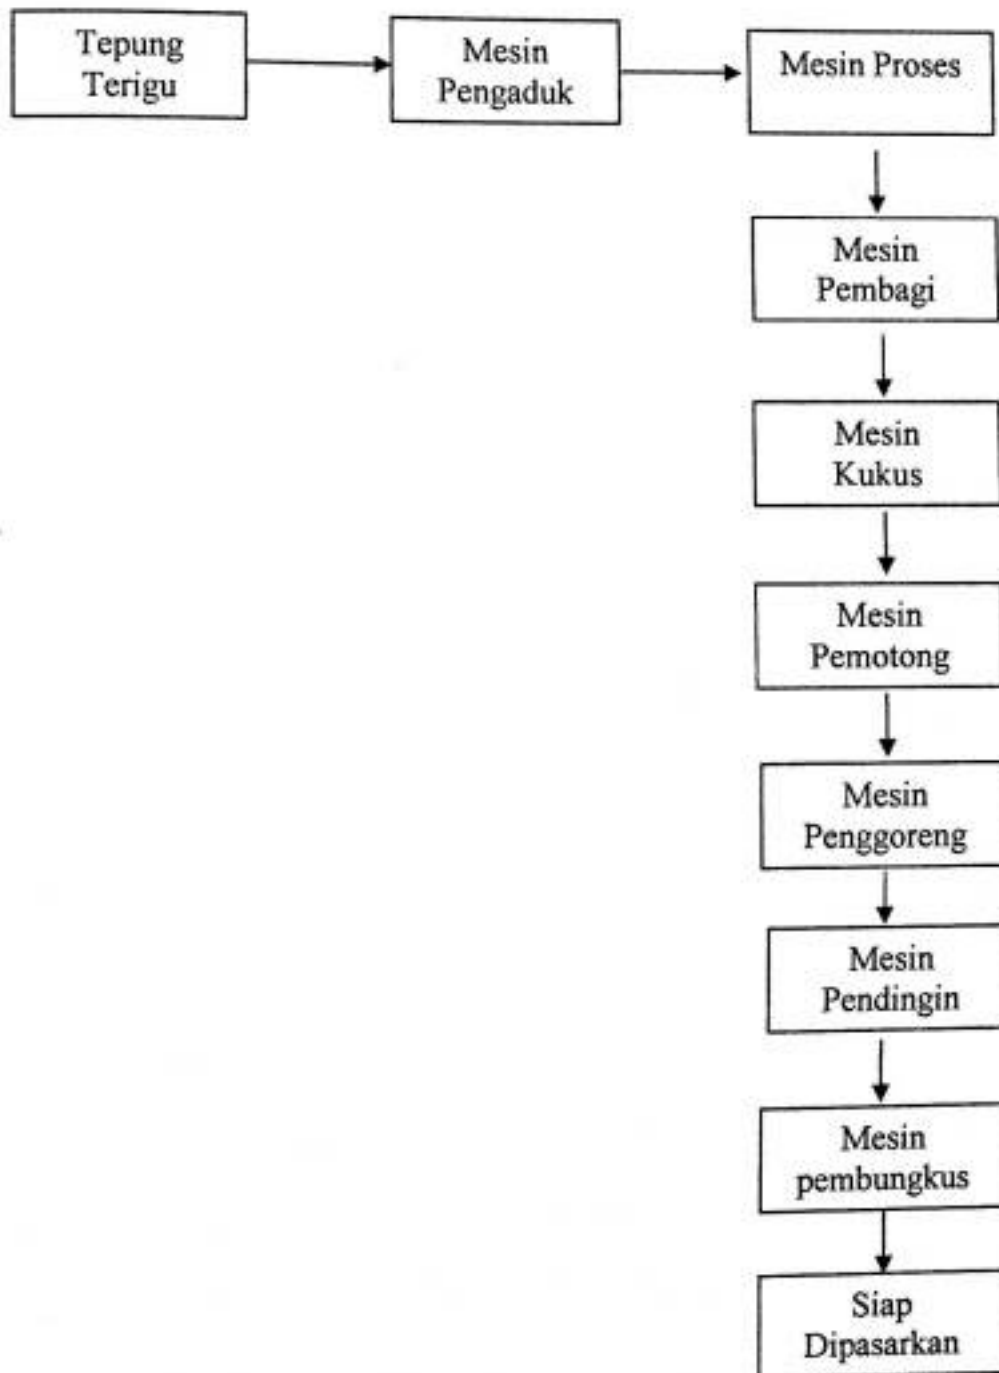 Tepung
Terigu
Mesin
Pengaduk
Mesin Proses
Mesin
Pembagi
Mesin
Kukus
Mesin
Pemotong
Mesin
Penggoreng
Mesin
Pendingin
Mesin
pembungkus
Siap
Dipasarkan